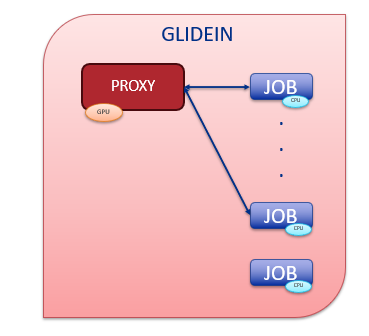 GLIDEIN
PROXY
GPU
JOB
CPU
.
.
.
JOB
CPU
JOB
CPU